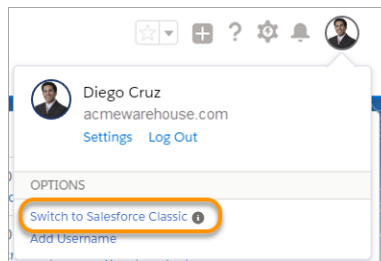 Diego Cruz
acmewarehouse.com
Settings Log Out
OPTIONS
Switch to Salesforce Classic
Add Username